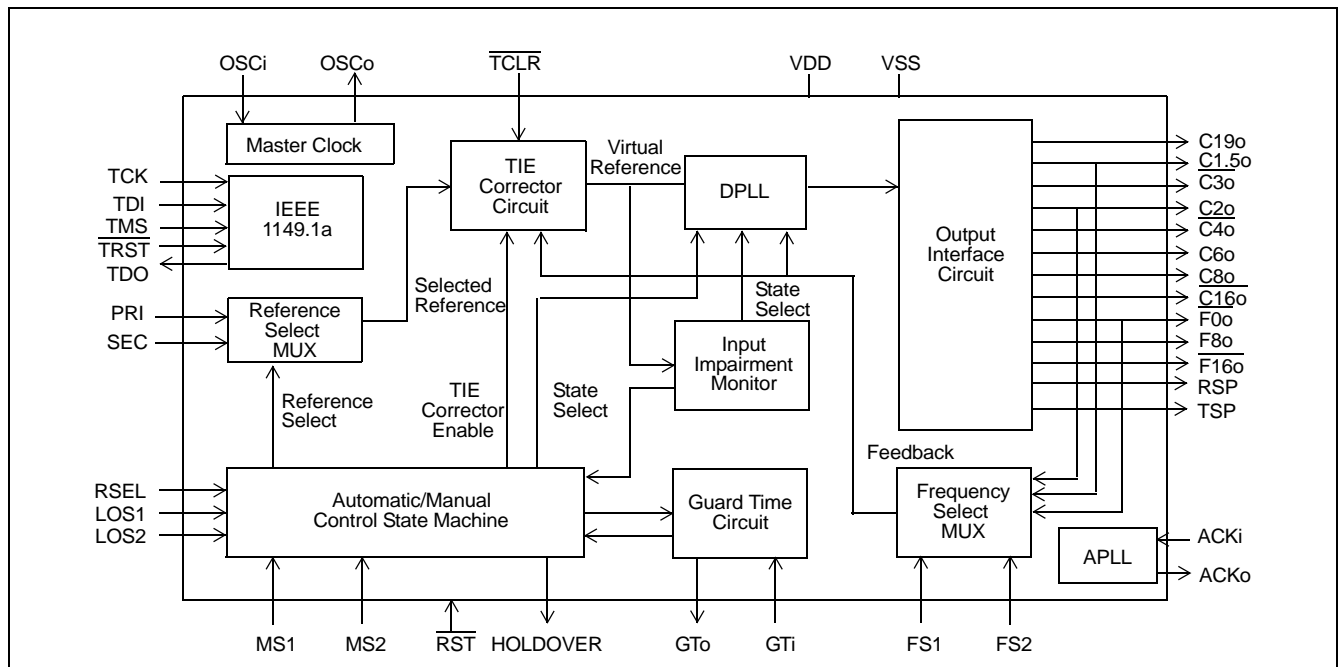 OSCi
OSCo
TCLR
VDD
VSS
Master Clock
TCK
TDI
TMS
TRST
TDO
IEEE
1149.1a
TIE
Corrector
Circuit
Virtual
Reference
DPLL
Output
Interface
Circuit
C19o
C1.5o
C3o
C2o
C4o
C6o
C8o
C16o
F0o
F8o
F16o
RSP
TSP
PRI
SEC
Reference
Select
MUX
Selected
Reference
State
Select
Input
Impairment
Monitor
Reference
Select
TIE
Corrector
Enable
State
Select
Feedback
RSEL
LOS1
LOS2
Automatic/Manual
Control State Machine
Guard Time
Circuit
Frequency
Select
MUX
APLL
ACKi
ACKo
MS1
MS2
RST
HOLDOVER
GTo
GTi
FS1
FS2